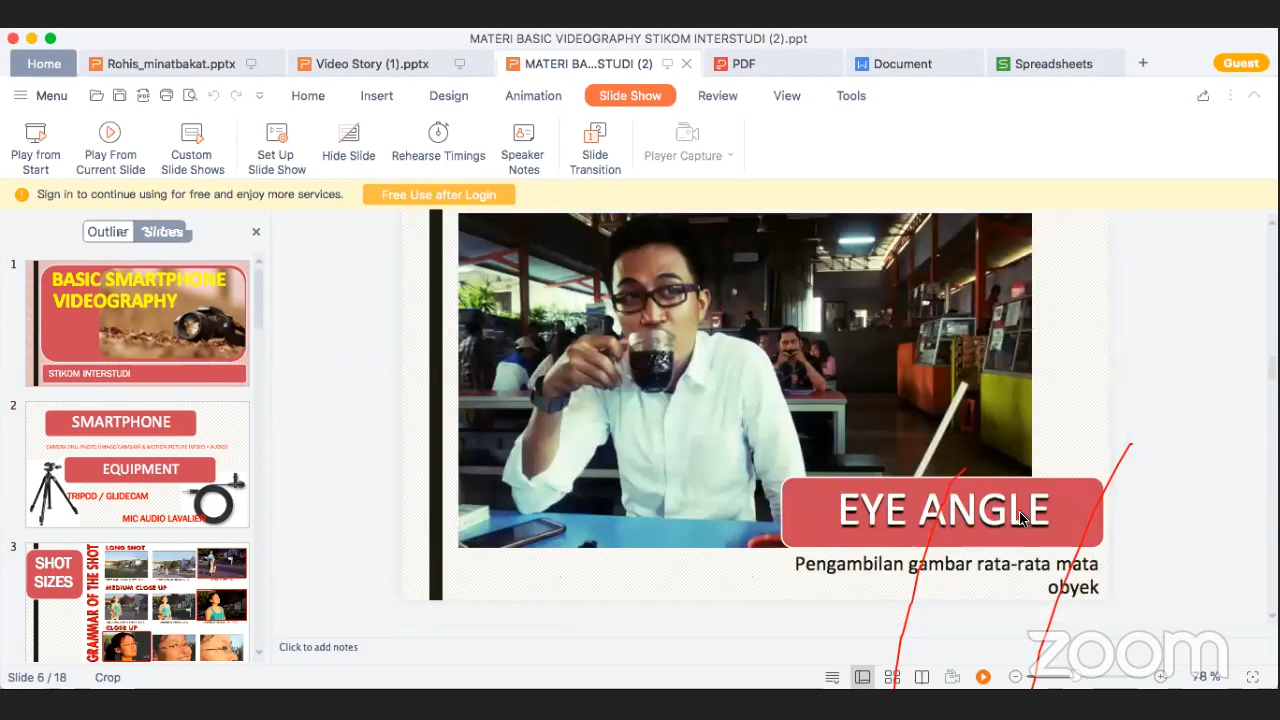 MATERI BASIC VIDEOGRAPHY STIKOM INTERSTUDI (2).ppt
Home
Rohis_minatbakat.pptx
Video Story (1).pptx
MATERI BA...STUDI (2)
PDF
Document
Spreadsheets
Guest
Menu
Home
Insert
Design
Animation
Slide Show
Review
View
Tools
Play from Start
Play From Current Slide
Custom Slide Shows
Set Up Slide Show
Hide Slide
Rehearse Timings
Speaker Notes
Slide Transition
Player Capture
Sign in to continue using for free and enjoy more services.
Free Use after Login
Outline
Slides
1
BASIC SMARTPHONE
VIDEOGRAPHY
STIKOM INTERSTUDI
2
SMARTPHONE
EQUIPMENT
TRIPOD / GLIDECAM
MIC AUDIO LAVALIER
3
SHOT
SIZES
GRAMMAR OF THE SHOT
LONG SHOT
MEDIUM CLOSE UP
CLOSE UP
EYE ANGLE
Pengambilan gambar rata-rata mata
obyek
Click to add notes
zoom
Slide 6 / 18
Crop
78 %